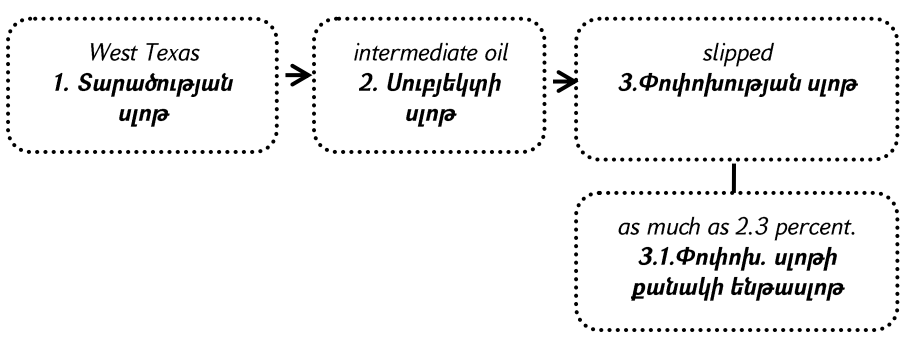 West Texas
1. Տարածության
սլոթ
intermediate oil
2. Սուբյեկտի
սլոթ
slipped
3.Փոփոխության սլոթ
as much as 2.3 percent.
3.1.Փոփոխ. սլոթի
քանակի ենթասլոթ